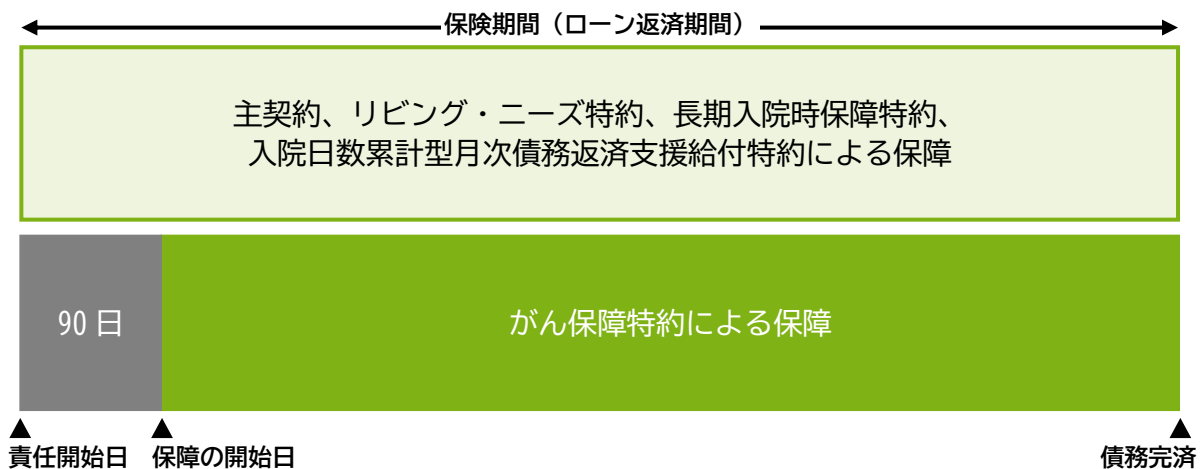 保険期間（ローン返済期間）
主契約、リビング・ニーズ特約、長期入院時保障特約、
入院日数累計型月次債務返済支援給付特約による保障
90 日
がん保障特約による保障
責任開始日
保障の開始日
債務完済